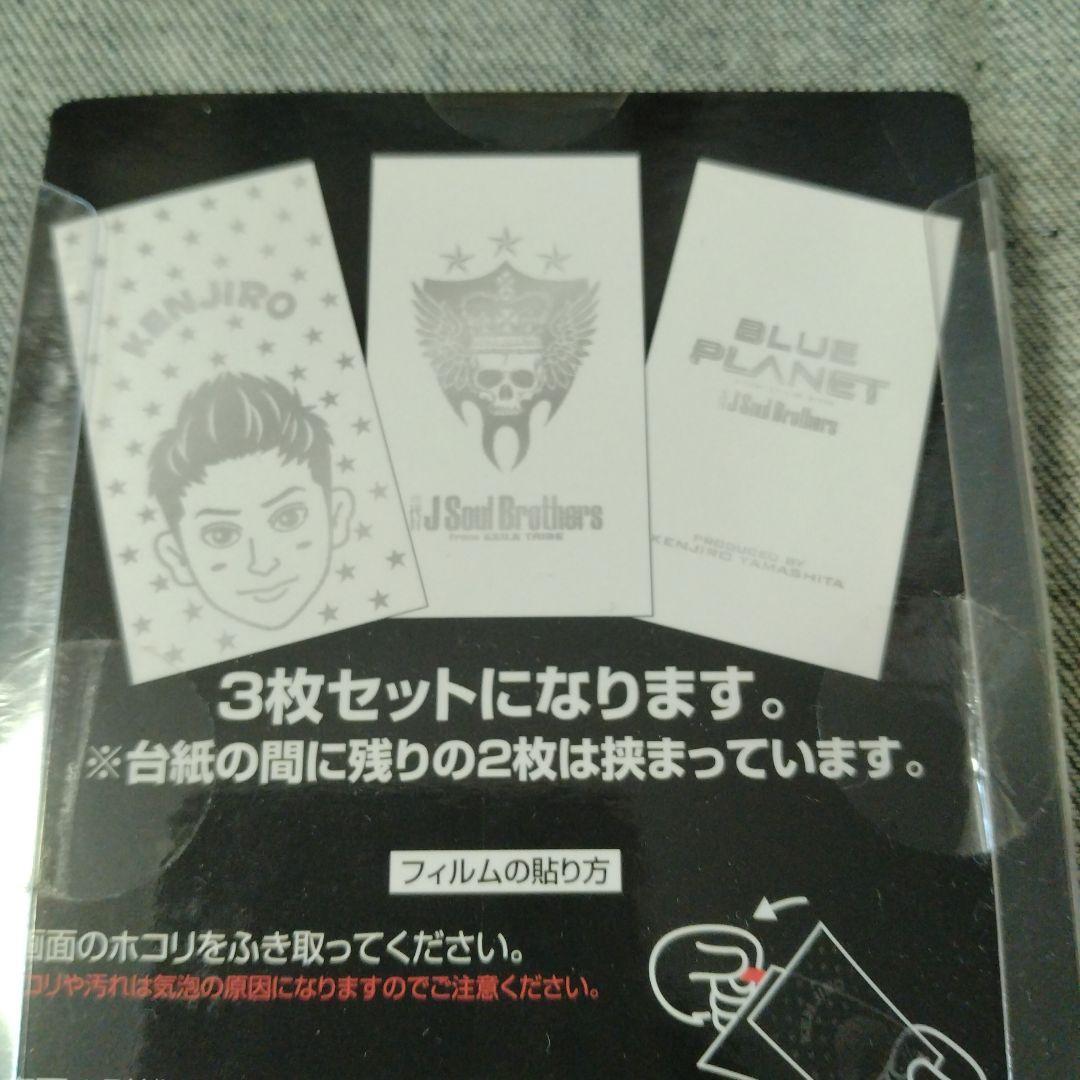 KENJIRO
三代目
J Soul Brothers
from EXILE TRIBE
BLUE
PLANET
J Soul Brothers
PRODUCED BY
KENJIRO YAMASHITA
3枚セットになります。
※台紙の間に残りの2枚は挟まっています。
フィルムの貼り方
画面のホコリをふき取ってください。
コリや汚れは気泡の原因になりますのでご注意ください。